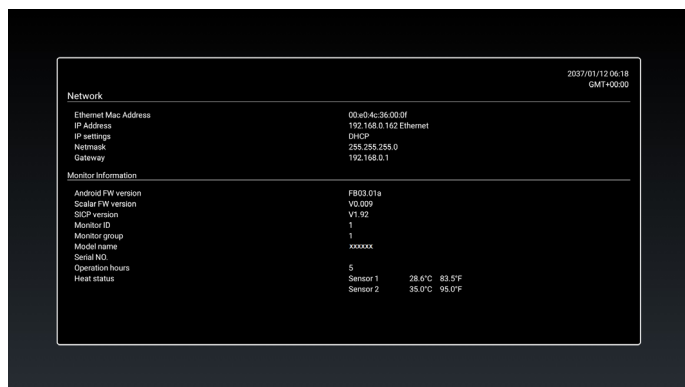 2037/01/12 06:18
GMT+00:00
Network
Ethernet Mac Address 00:e0:4c:36:00:0f
IP Address 192.168.0.162 Ethernet
IP settings DHCP
Netmask 255.255.255.0
Gateway 192.168.0.1
Monitor Information
Android FW version FB03.01a
Scalar FW version V0.009
SICP version V1.92
Monitor ID 1
Monitor group 1
Model name xxxxxx
Serial NO.
Operation hours 5
Heat status Sensor 1 28.6°C 83.5°F
Sensor 2 35.0°C 95.0°F